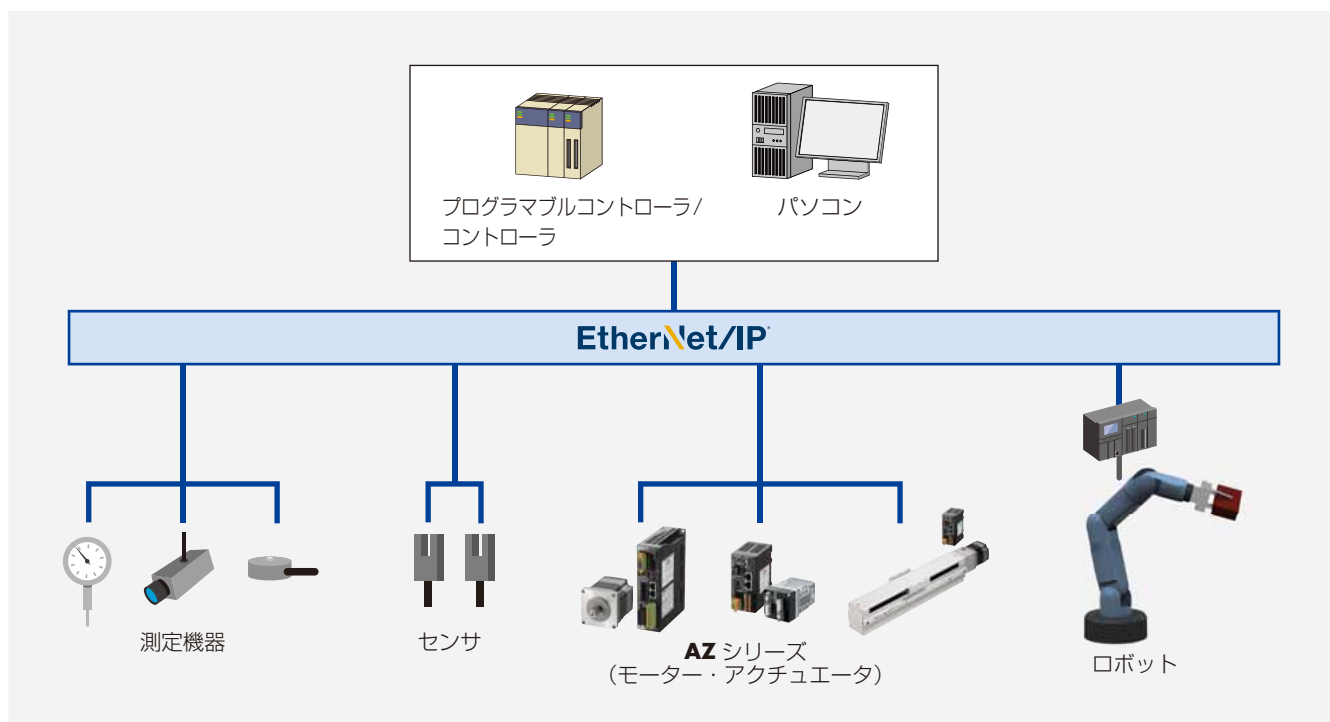 プログラマブルコントローラ/
コントローラ
パソコン
EtherNet/IP
測定機器
センサ
AZ シリーズ
(モーター・アクチュエータ)
ロボット